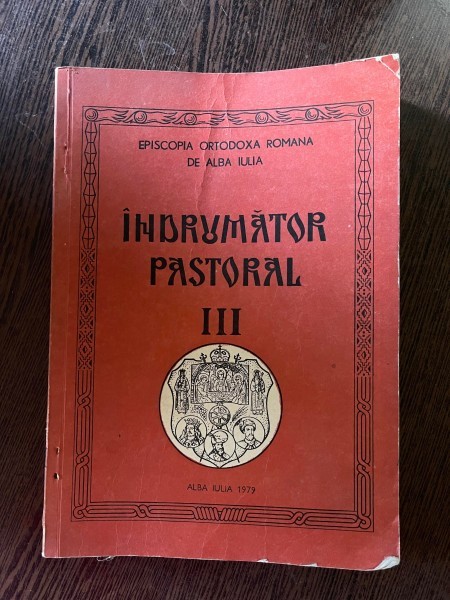 EPISCOPIA ORTODOXA ROMANA
DE ALBA IULIA
ÎNDRUMĂTOR
PASTORAL
III
ALBA IULIA 1979